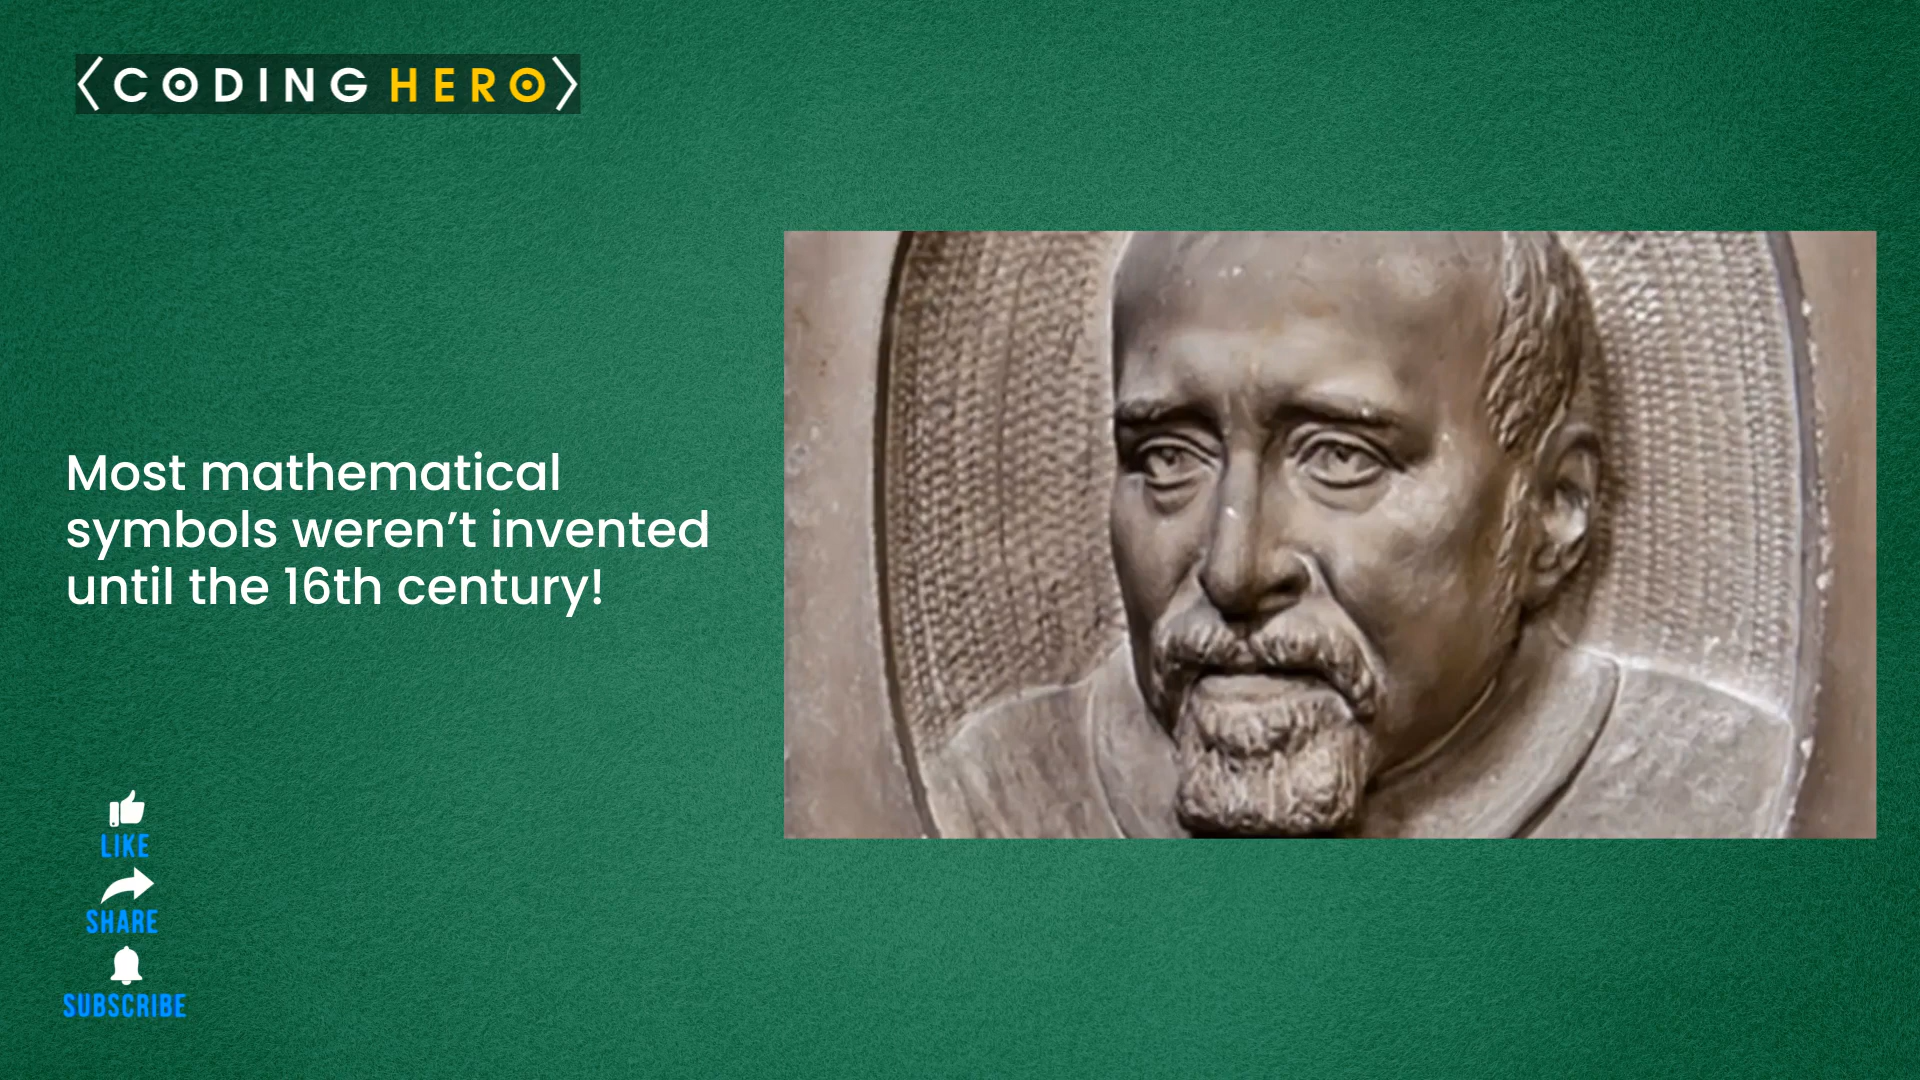 CODING HERO
Most mathematical
symbols weren’t invented
until the 16th century!
LIKE
SHARE
SUBSCRIBE